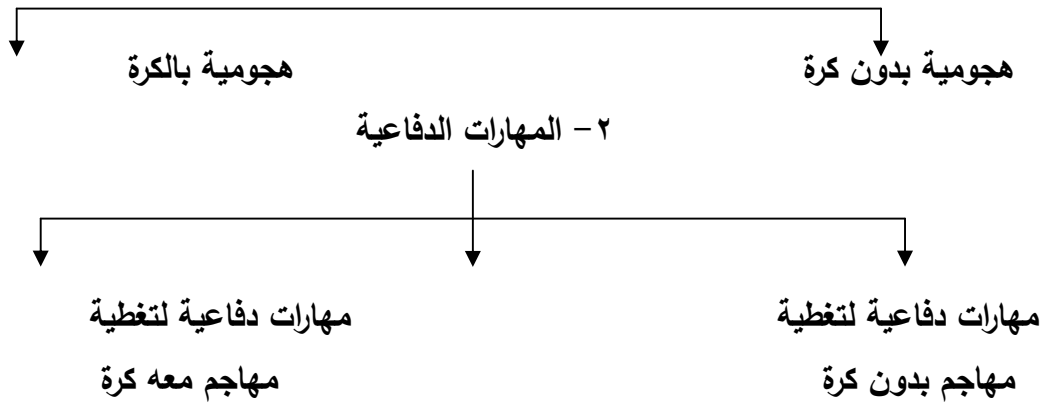 هجومية بدون كرة
هجومية بالكرة
٢- المهارات الدفاعية
مهارات دفاعية لتغطية
مهاجم بدون كرة
مهارات دفاعية لتغطية
مهاجم معه كرة